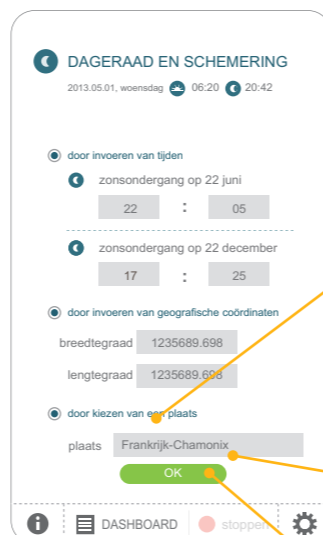 DAGERAAD EN SCHEMERING
2013.05.01, woensdag 06:20 20:42
door invoeren van tijden
zonsondergang op 22 juni
22 : 05
zonsondergang op 22 december
17 : 25
door invoeren van geografische coördinaten
breedtegraad 1235689.698
lengtegraad 1235689.698
door kiezen van een plaats
plaats Frankrijk-Chamonix
OK
DASHBOARD stoppen